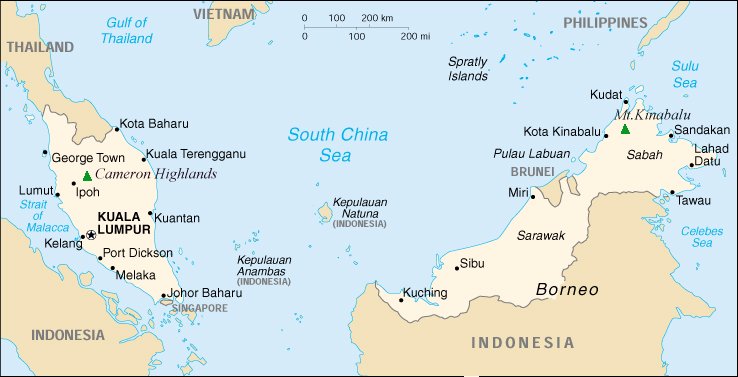 VIETNAM
PHILIPPINES
THAILAND
Gulf of
Thailand
0 100 200 km
0 100 200 mi
Spratly
Islands
Sulu
Sea
Kudat
Mt.Kinabalu
Kota Baharu
Kota Kinabalu
Sandakan
South China
Sea
George Town
Kuala Terengganu
Pulau Labuan
Sabah
Lahad
Datu
Cameron Highlands
BRUNEI
Lumut
Ipoh
Miri
Tawau
Strait
of
Malacca
KUALA
LUMPUR
Kuantan
Kepulauan
Natuna
(INDONESIA)
Celebes
Sea
Kelang
Sarawak
Port Dickson
Kepulauan
Anambas
(INDONESIA)
Melaka
Sibu
Johor Baharu
Kuching
Borneo
SINGAPORE
INDONESIA
INDONESIA